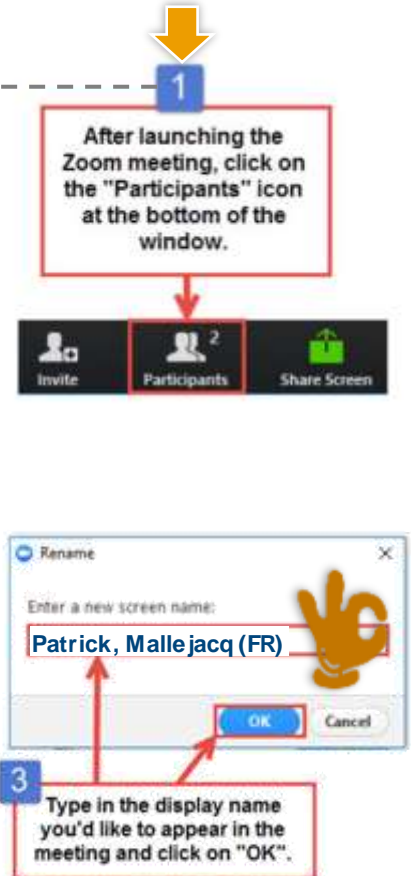 1
After launching the
Zoom meeting, click on
the "Participants" icon
at the bottom of the
window.
2
Invite
Participants
Share Screen
Rename
Enter a new screen name:
Patrick, Mallejacq (FR)
OK
Cancel
3
Type in the display name
you'd like to appear in the
meeting and click on "OK".